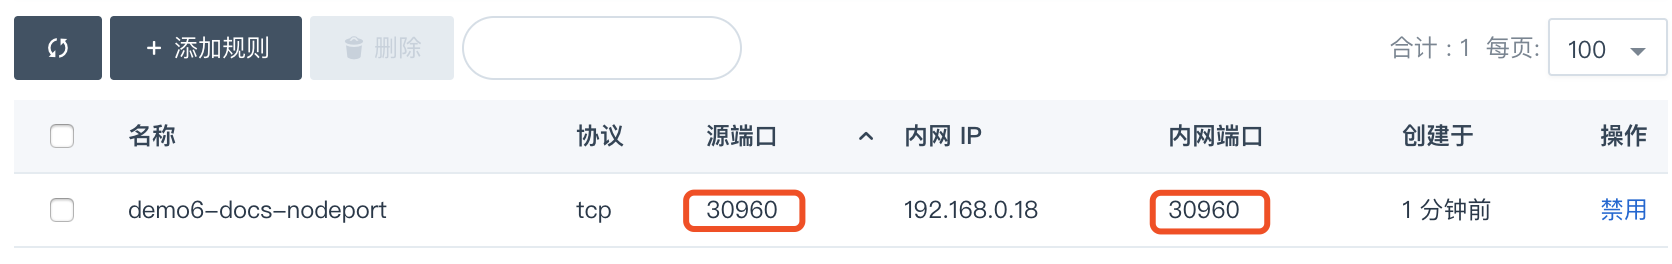 + 添加规则 删除 合计 : 1 每页: 100
名称 协议 源端口 内网 IP 内网端口 创建于 操作
demo6-docs-nodeport tcp 30960 192.168.0.18 30960 1 分钟前 禁用